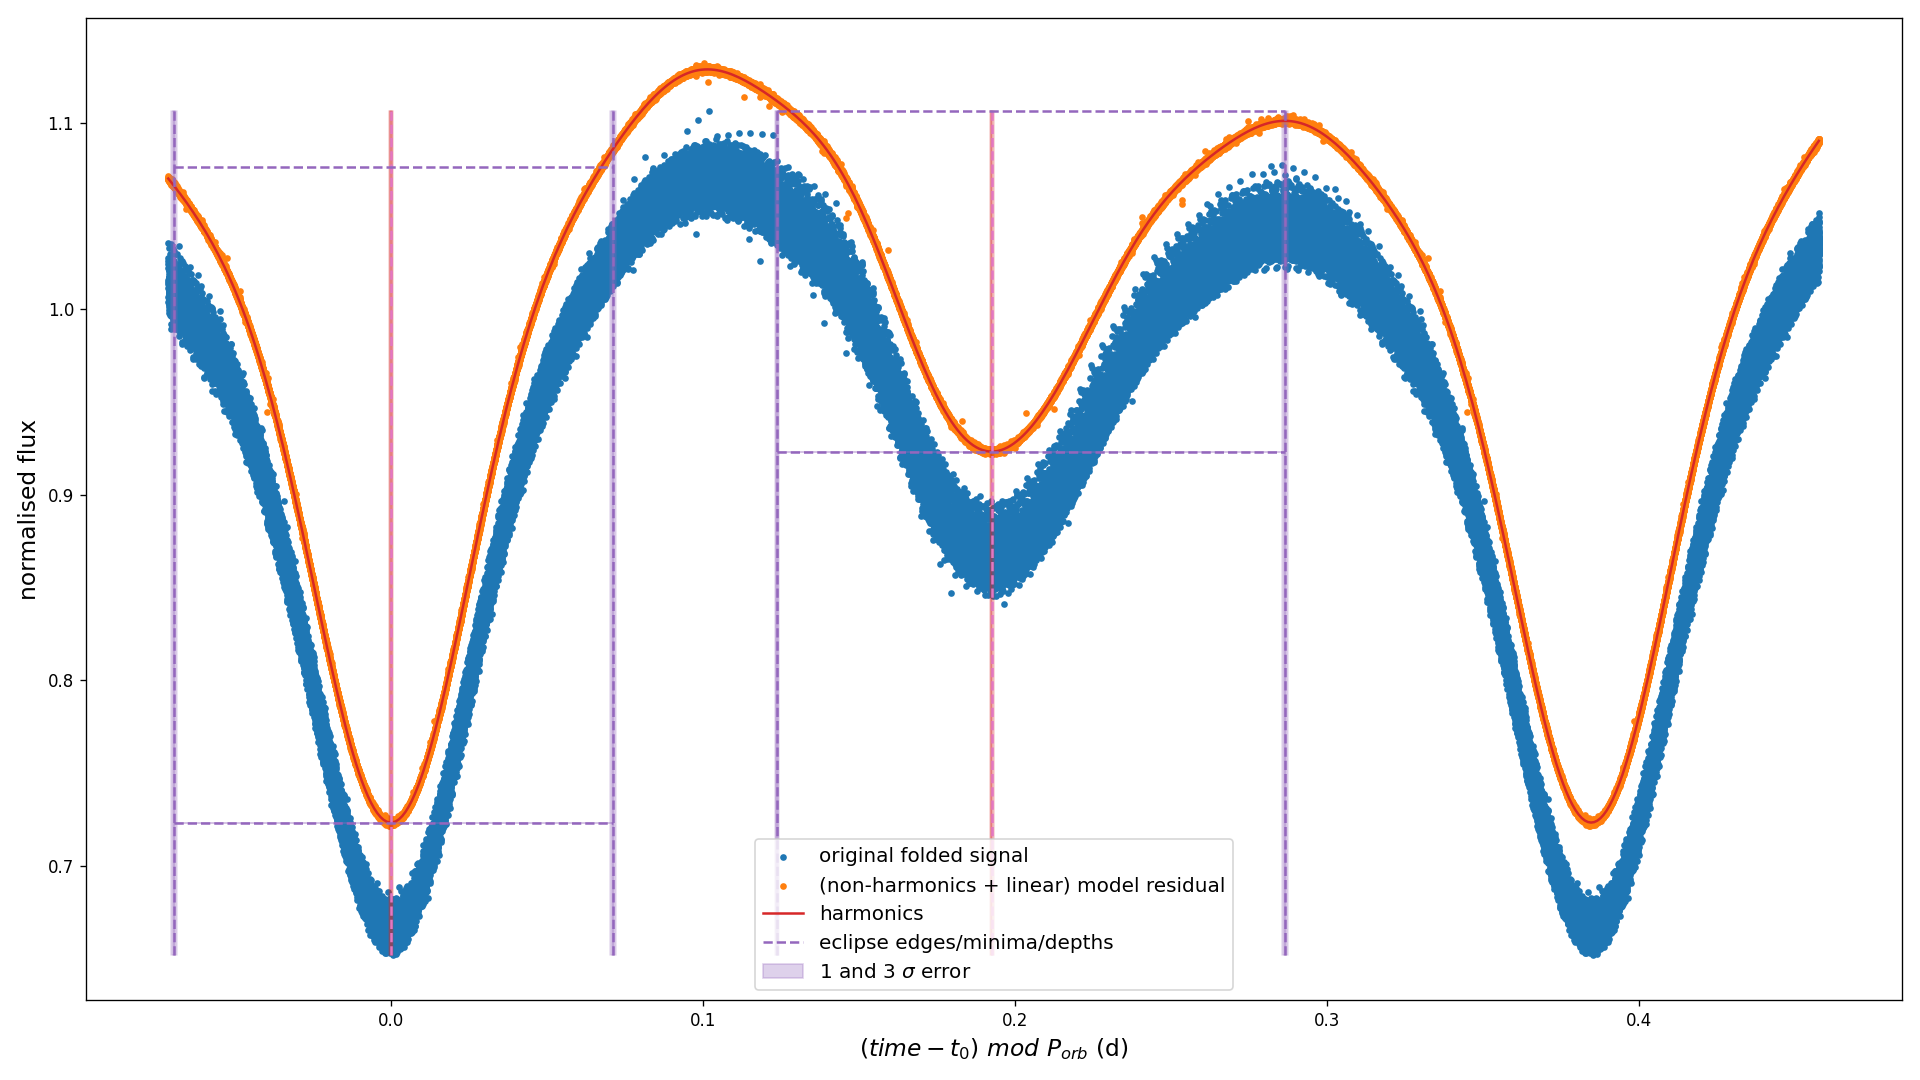 normalised flux
1.1
1.0
0.9
0.8
0.7
original folded signal
(non-harmonics + linear) model residual
harmonics
eclipse edges/minima/depths
1 and 3 σ error
0.0 0.1 0.2 0.3 0.4
(time − t₀) mod Pₒᵣb (d)